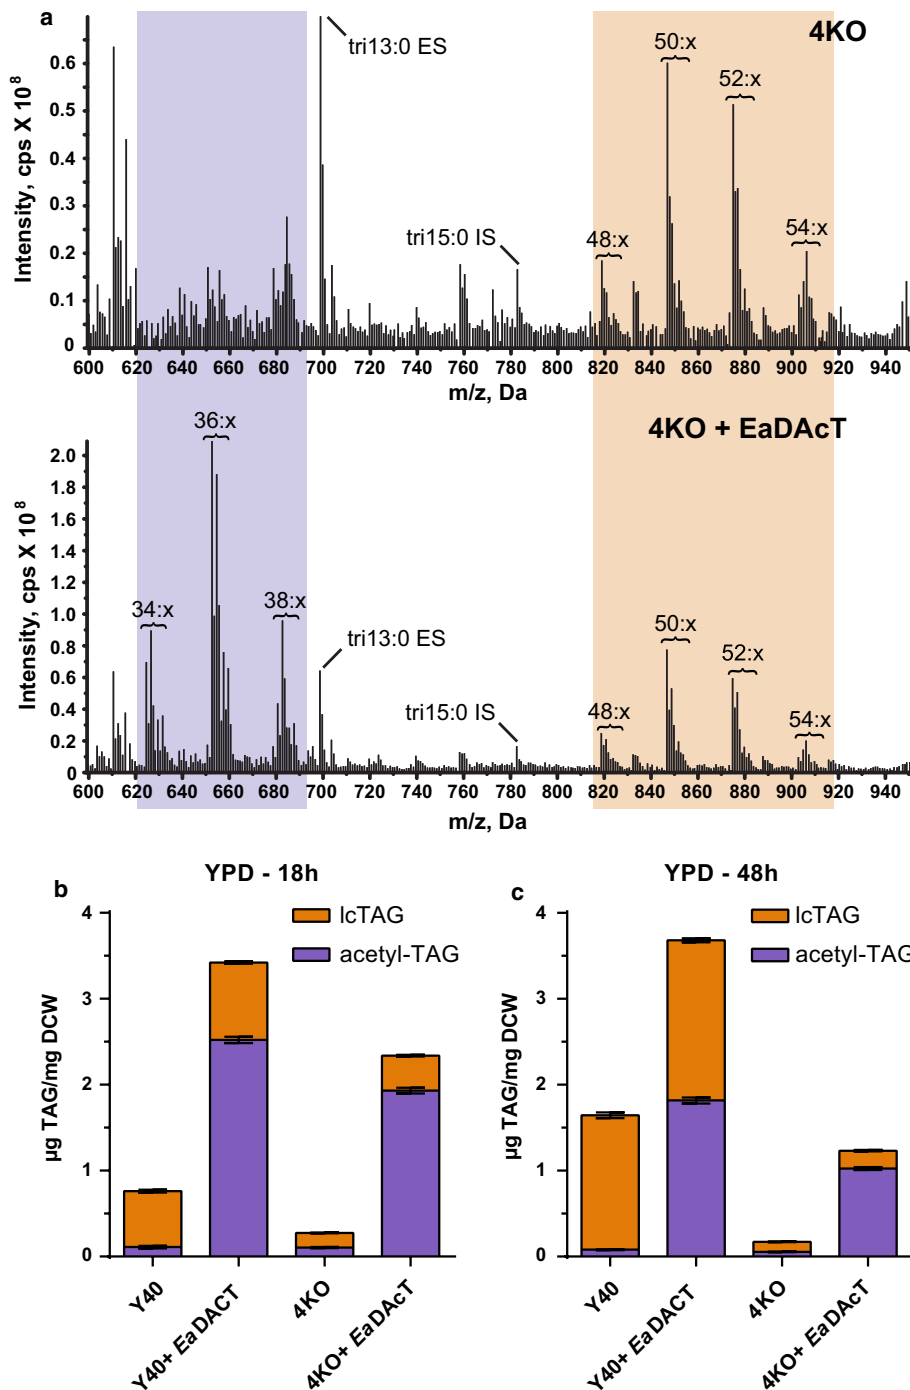 a
4KO
tri13:0 ES
50:x
52:x
tri15:0 IS
48:x
54:x
Intensity, cps X 10⁸
0.6
0.5
0.4
0.3
0.2
0.1
0
600 620 640 660 680 700 720 740 760 780 800 820 840 860 880 900 920 940
m/z, Da
4KO + EaDAcT
36:x
34:x
38:x
tri13:0 ES
tri15:0 IS
50:x
52:x
48:x
54:x
Intensity, cps X 10⁸
2.0
1.8
1.6
1.4
1.2
1.0
0.8
0.6
0.4
0.2
0
600 620 640 660 680 700 720 740 760 780 800 820 840 860 880 900 920 940
m/z, Da
b
YPD - 18h
lcTAG
acetyl-TAG
µg TAG/mg DCW
4
3
2
1
0
Y40
Y40+ EaDACT
4KO
4KO+ EaDAcT
c
YPD - 48h
lcTAG
acetyl-TAG
µg TAG/mg DCW
4
3
2
1
0
Y40
Y40+ EaDACT
4KO
4KO+ EaDAcT